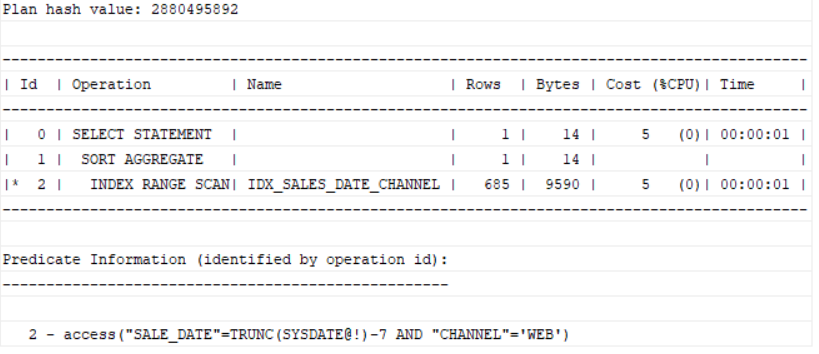 Plan hash value: 2880495892
--------------------------------------------------------------------------------------------
| Id  | Operation         | Name                   | Rows  | Bytes | Cost (%CPU)| Time     |
--------------------------------------------------------------------------------------------
|   0 | SELECT STATEMENT  |                        |     1 |    14 |     5   (0)| 00:00:01 |
|   1 |  SORT AGGREGATE   |                        |     1 |    14 |            |          |
|*  2 |   INDEX RANGE SCAN| IDX_SALES_DATE_CHANNEL |   685 |  9590 |     5   (0)| 00:00:01 |
--------------------------------------------------------------------------------------------
Predicate Information (identified by operation id):
---------------------------------------------------
   2 - access("SALE_DATE"=TRUNC(SYSDATE@!)-7 AND "CHANNEL"='WEB')